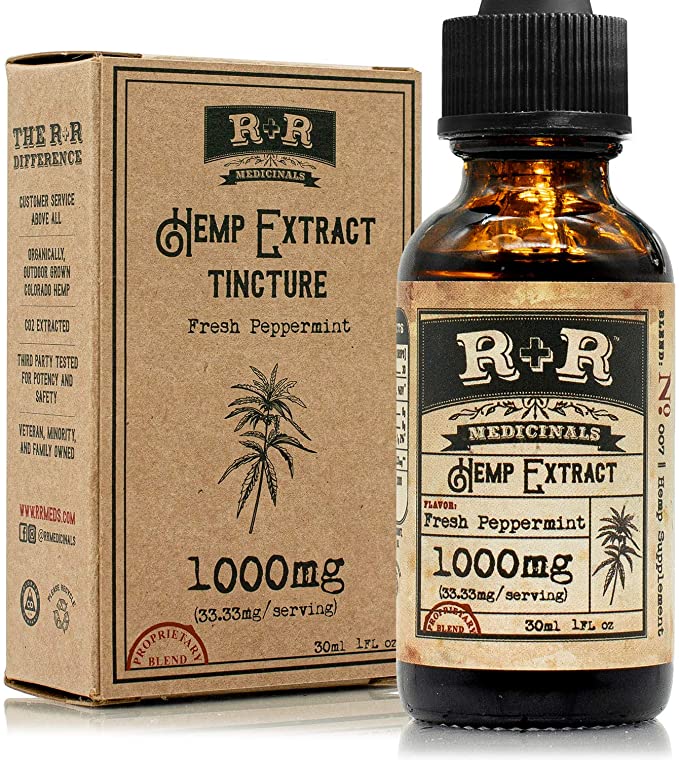 THE R+R
DIFFERENCE
CUSTOMER SERVICE
ABOVE ALL
ORGANICALLY,
OUTDOOR GROWN
COLORADO HEMP
CO2 EXTRACTED
THIRD PARTY TESTED
FOR POTENCY AND
SAFETY
VETERAN, MINORITY,
AND FAMILY OWNED
WWW.RRMEDS.COM
@RRMEDICINALS
PLEASE RECYCLE
R+R
MEDICINALS
HEMP EXTRACT
TINCTURE
Fresh Peppermint
1000mg
(33.33mg/serving)
PROPRIETARY
BLEND
30ml 1FL oz
R+R™
MEDICINALS
HEMP EXTRACT
FLAVOR:
Fresh Peppermint
1000mg
(33.33mg/serving)
PROPRIETARY
BLEND
30ml 1FL oz
BLEND: Nº 007 || Hemp Supplement